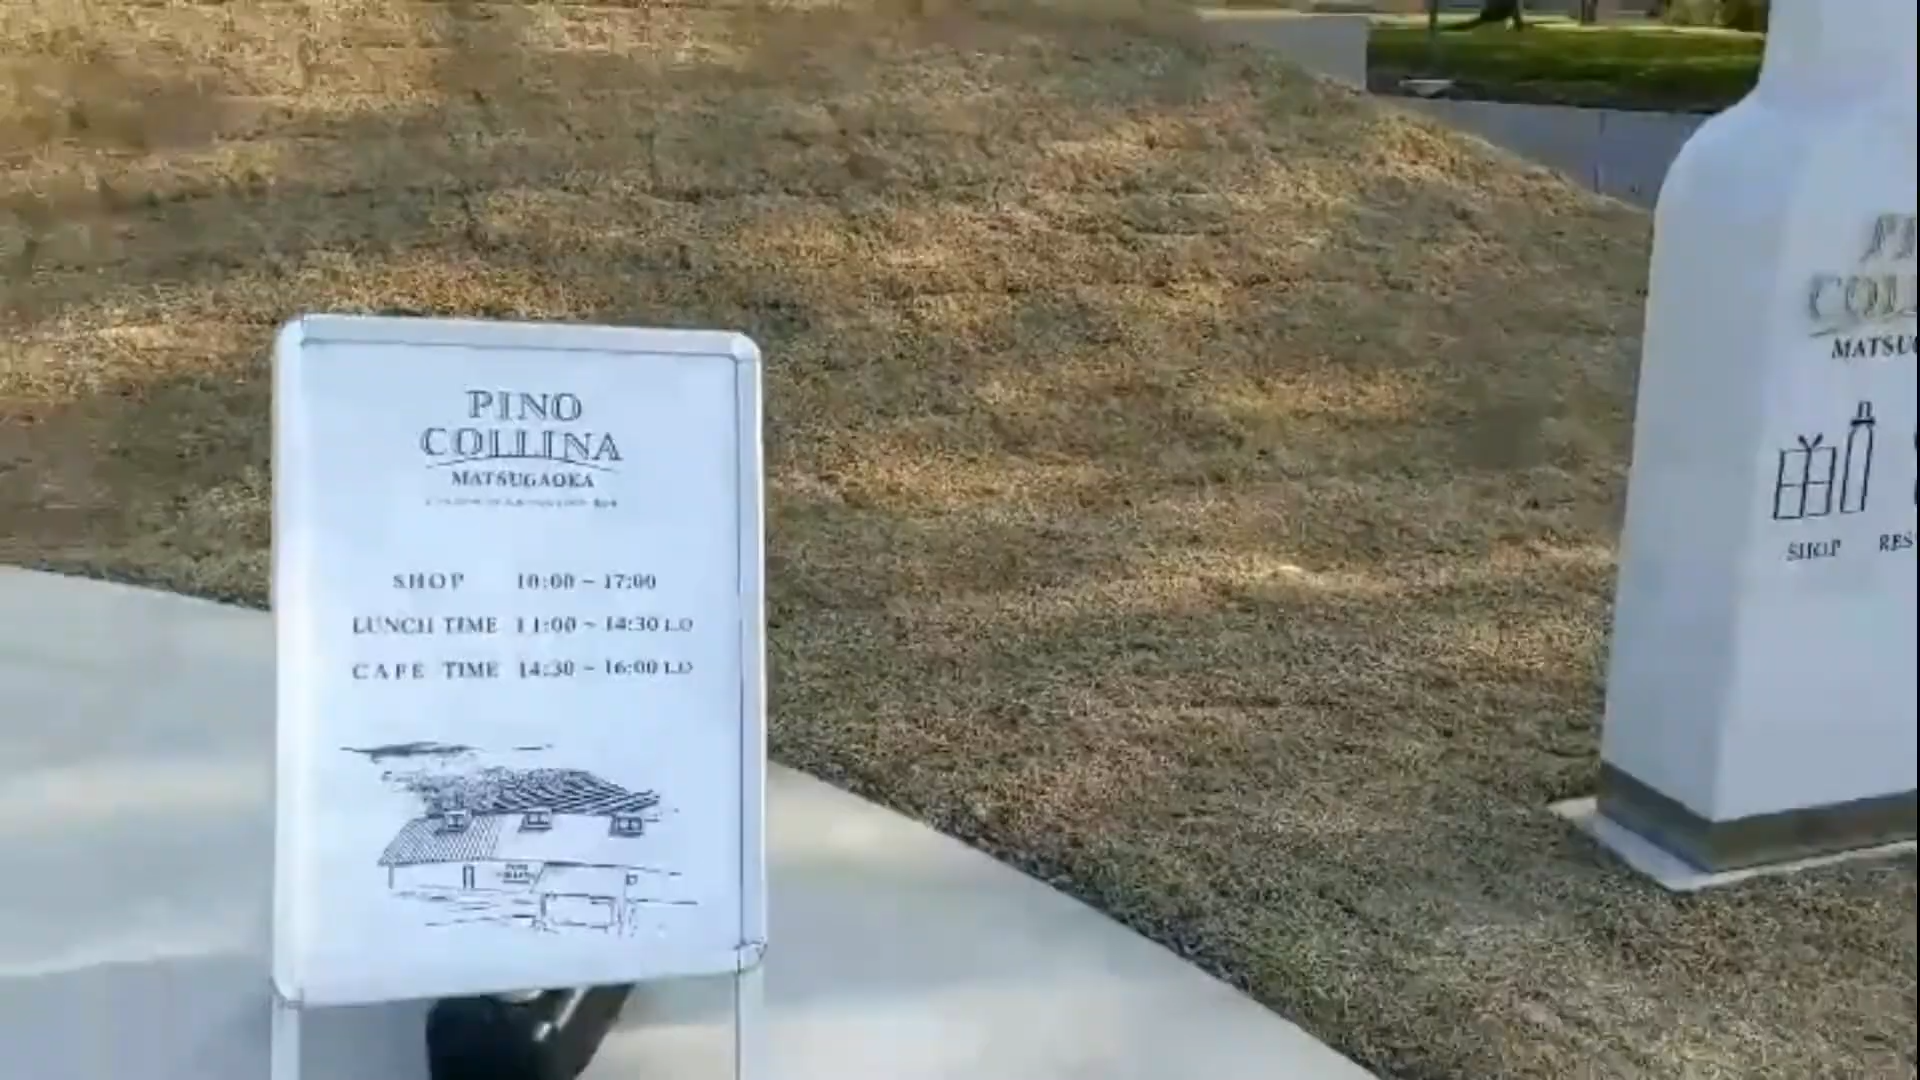 PINO
COLLINA
MATSUGAOKA
SHOP 10:00 ~ 17:00
LUNCH TIME 11:00 ~ 14:30 L.O
CAFE TIME 14:30 ~ 16:00 L.O
MATSU
SHOP RES